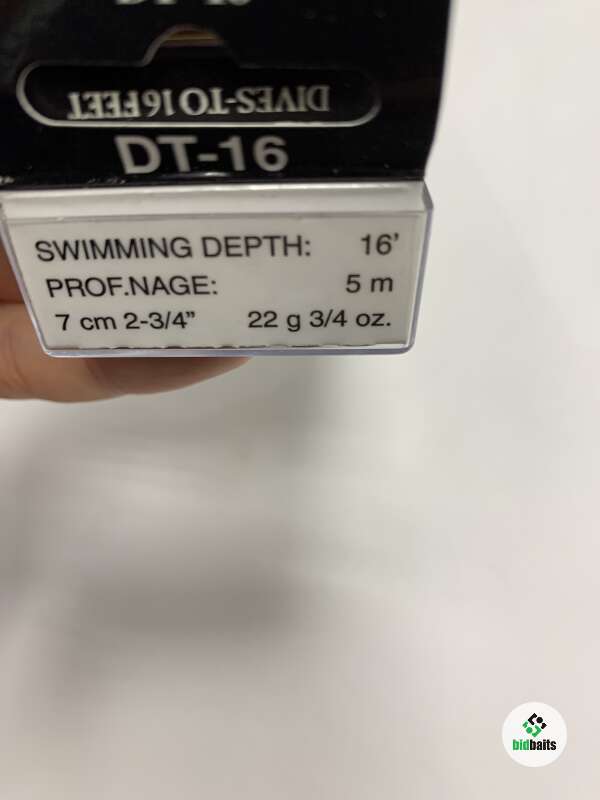 DIVES-TO 16 FEET
DT-16
SWIMMING DEPTH: 16’
PROF.NAGE: 5 m
7 cm 2-3/4” 22 g 3/4 oz.
bidbaits